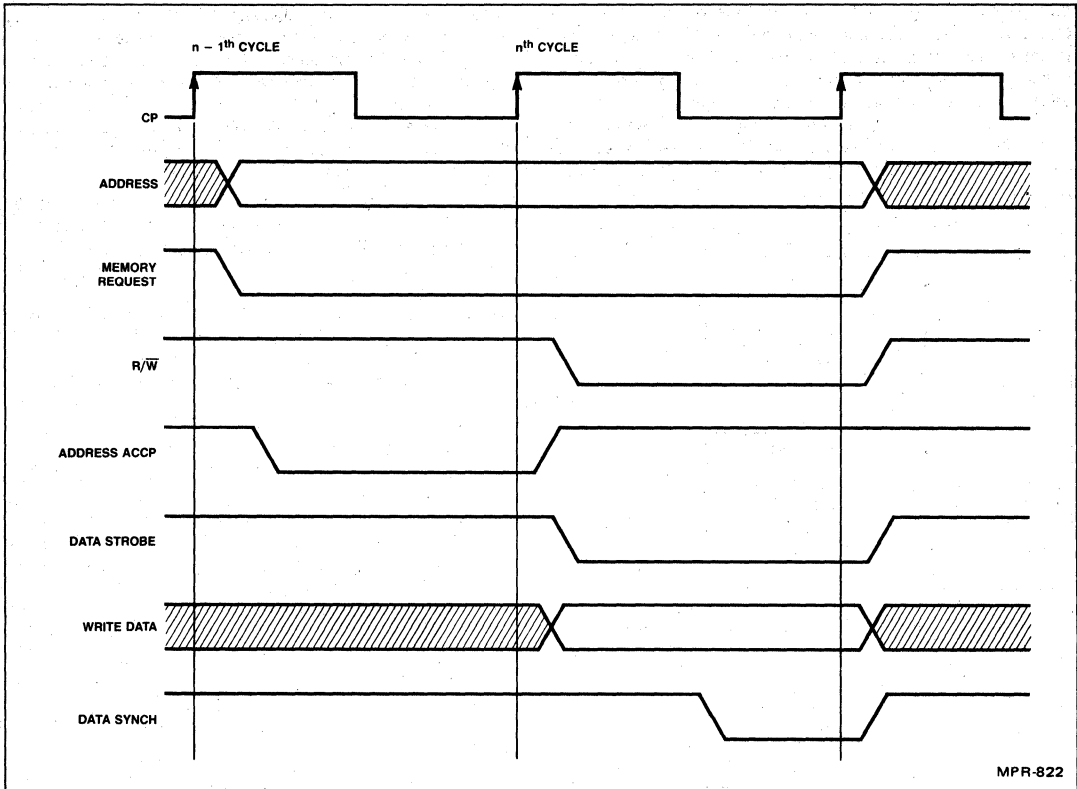 n – 1th CYCLE
nth CYCLE
CP
ADDRESS
MEMORY
REQUEST
R/W̅
ADDRESS ACCP
DATA STROBE
WRITE DATA
DATA SYNCH
MPR-822